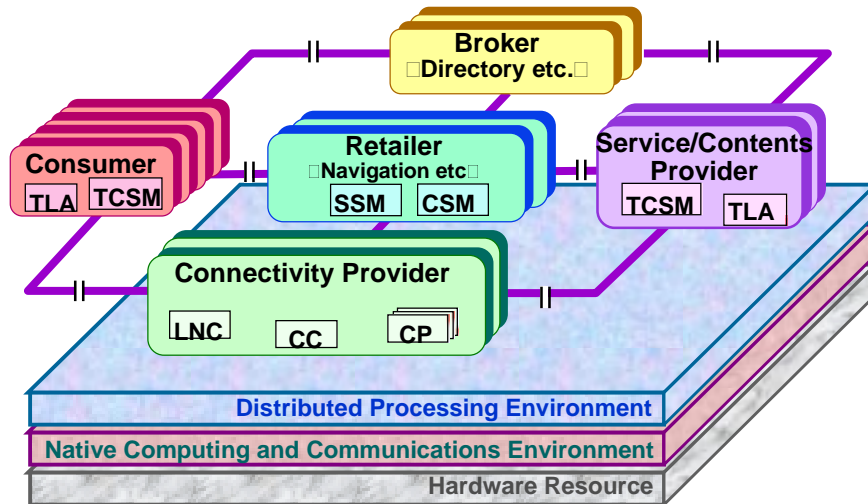 Broker
□Directory etc.□
Consumer
TLA TCSM
Retailer
□Navigation etc□
SSM CSM
Service/Contents
Provider
TCSM
TLA
Connectivity Provider
LNC CC CP
Distributed Processing Environment
Native Computing and Communications Environment
Hardware Resource